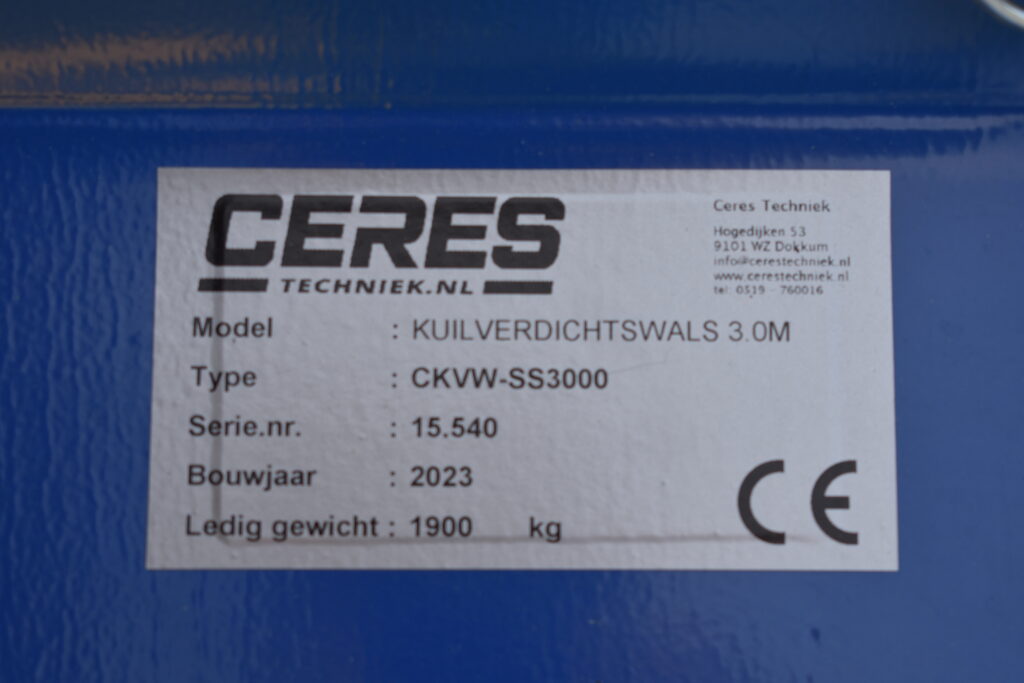 CERES
TECHNIEK.NL
Ceres Techniek
Hogedijken 53
9101 WZ Dokkum
info@cerestechniek.nl
www.cerestechniek.nl
tel: 0519 - 760016
Model : KUILVERDICHTSWALS 3.0M
Type : CKVW-SS3000
Serie.nr. : 15.540
Bouwjaar : 2023
Ledig gewicht : 1900 kg
CE